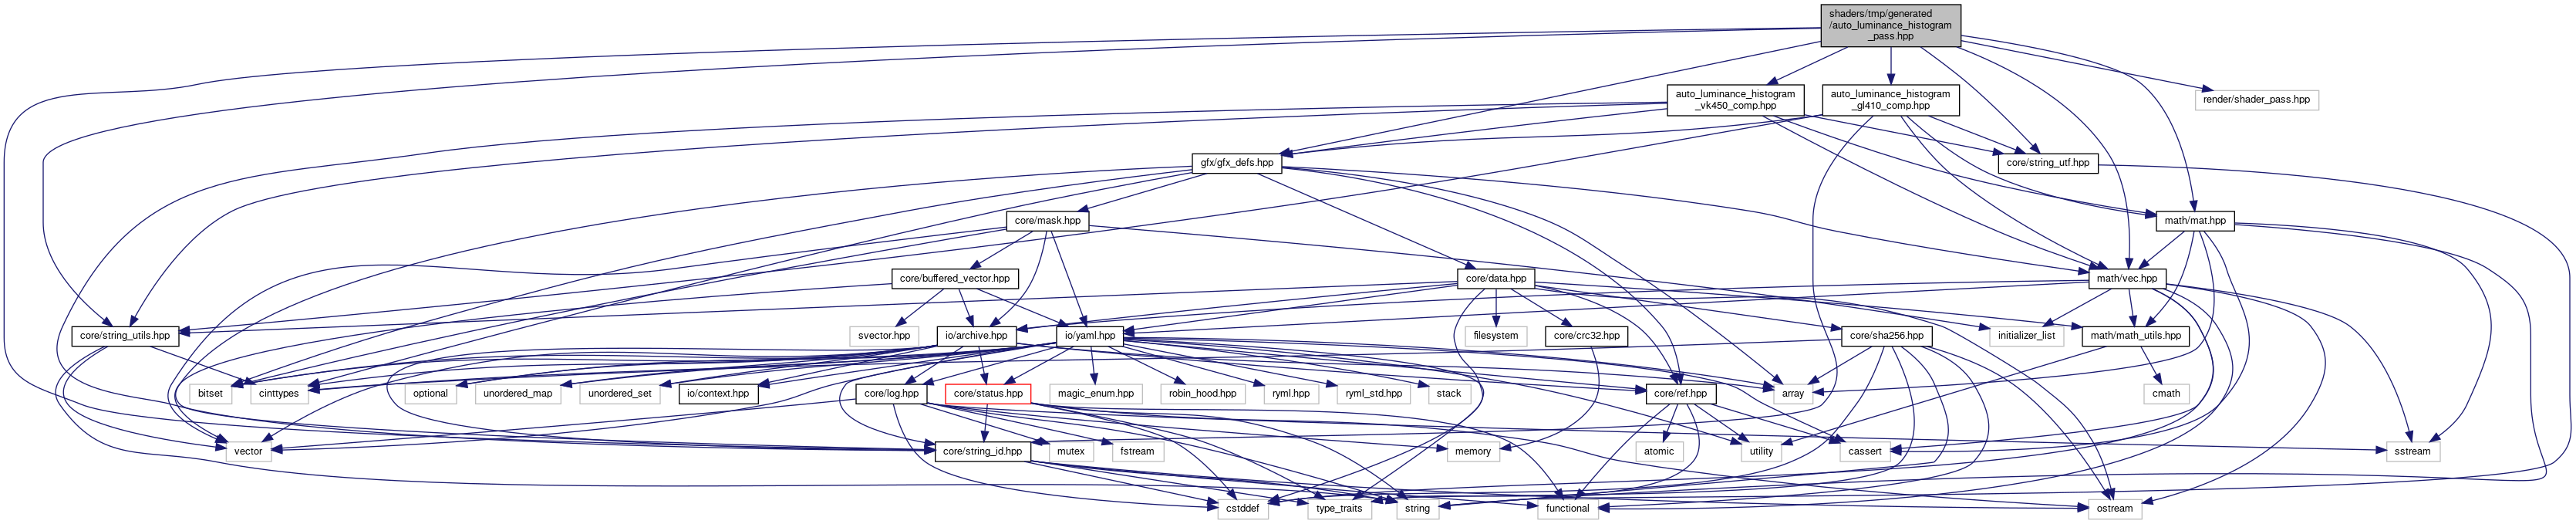 shaders/tmp/generated
/auto_luminance_histogram
_pass.hpp
auto_luminance_histogram
_vk450_comp.hpp
auto_luminance_histogram
_gl410_comp.hpp
render/shader_pass.hpp
gfx/gfx_defs.hpp
core/string_utf.hpp
core/mask.hpp
math/mat.hpp
core/buffered_vector.hpp
core/data.hpp
math/vec.hpp
core/string_utils.hpp
svector.hpp
io/archive.hpp
io/yaml.hpp
filesystem
core/crc32.hpp
core/sha256.hpp
initializer_list
math/math_utils.hpp
bitset
cinttypes
optional
unordered_map
unordered_set
io/context.hpp
core/log.hpp
core/status.hpp
magic_enum.hpp
robin_hood.hpp
ryml.hpp
ryml_std.hpp
stack
core/ref.hpp
array
cmath
vector
core/string_id.hpp
mutex
fstream
memory
atomic
utility
cassert
sstream
cstddef
type_traits
string
functional
ostream